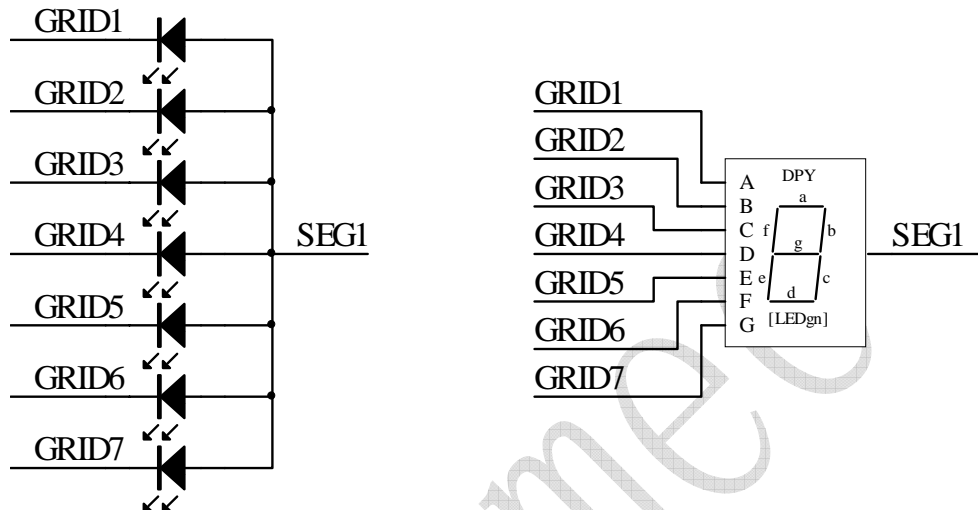 GRID1
GRID2
GRID3
GRID4
GRID5
GRID6
GRID7
SEG1
GRID1
GRID2
GRID3
GRID4
GRID5
GRID6
GRID7
A
B
C
D
E
F
G
DPY
a
f
b
g
e
c
d
[LEDgn]
SEG1